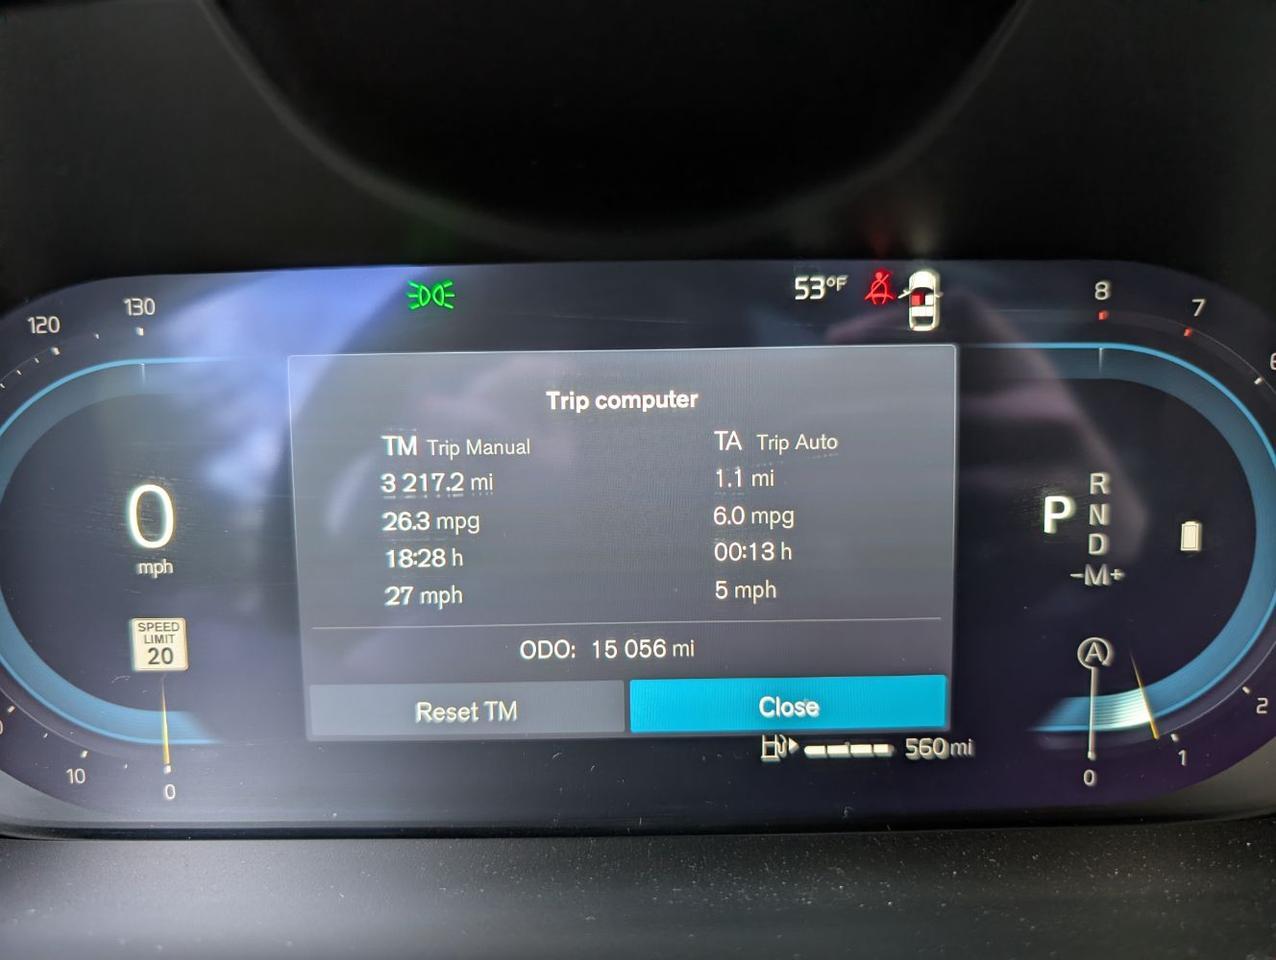 120
130
53°F
8
7
6
Trip computer
TM Trip Manual
TA Trip Auto
3 217.2 mi
1.1 mi
26.3 mpg
6.0 mpg
18:28 h
00:13 h
27 mph
5 mph
ODO: 15 056 mi
Reset TM
Close
0
mph
SPEED
LIMIT
20
P
R
N
D
-M+
A
560mi
10
0
0
1
2